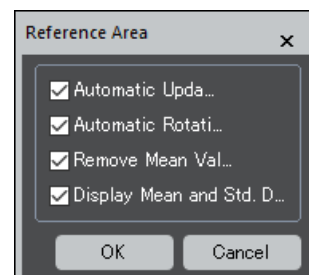 Reference Area
Automatic Upda...
Automatic Rotati...
Remove Mean Val...
Display Mean and Std. D...
OK
Cancel